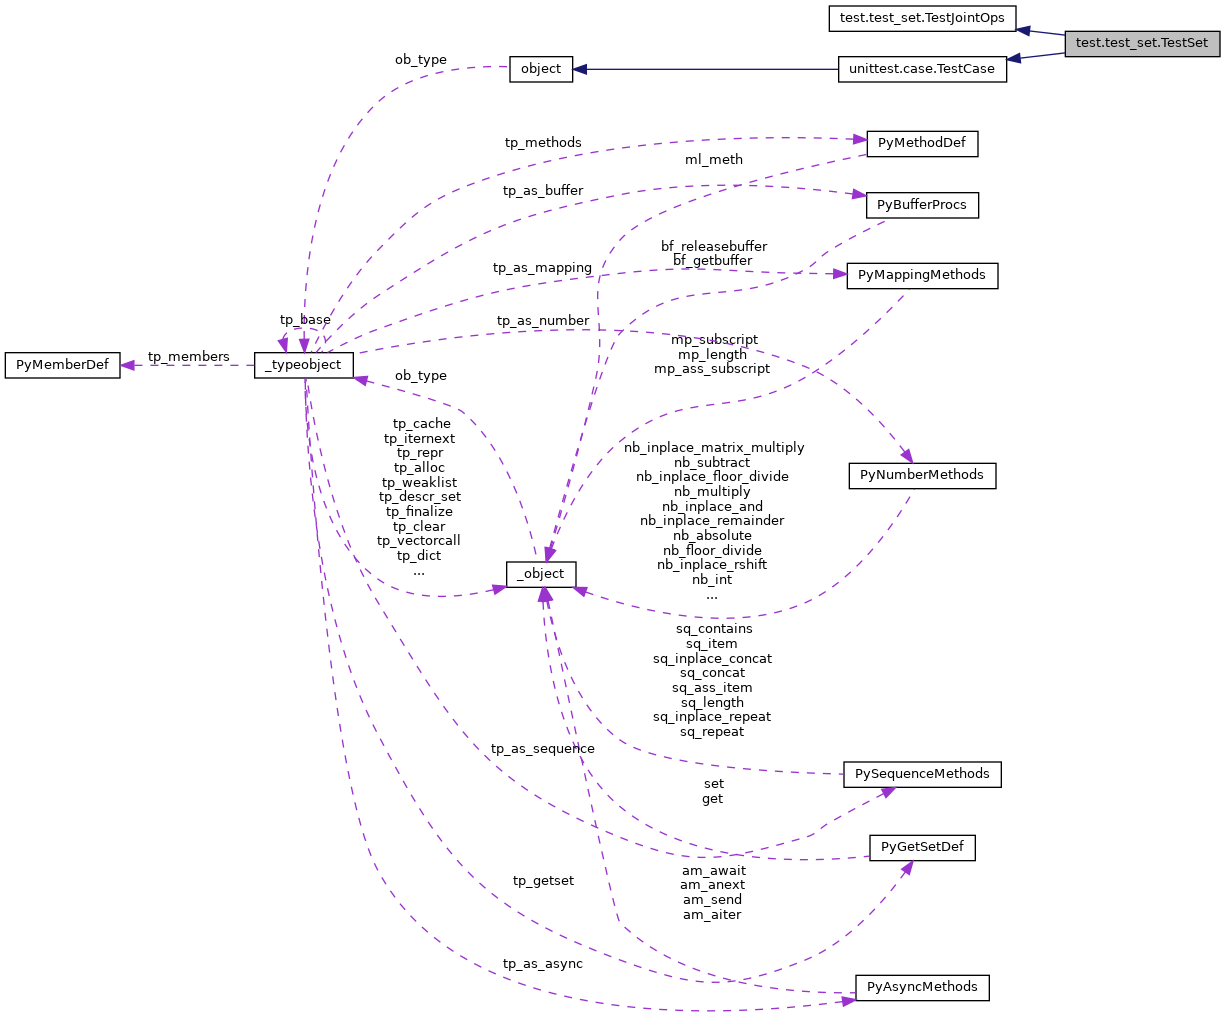 test.test_set.TestJointOps
test.test_set.TestSet
ob_type
object
unittest.case.TestCase
tp_methods
PyMethodDef
ml_meth
tp_as_buffer
PyBufferProcs
bf_releasebuffer
bf_getbuffer
tp_as_mapping
PyMappingMethods
tp_base
tp_as_number
mp_subscript
mp_length
mp_ass_subscript
PyMemberDef
tp_members
_typeobject
ob_type
tp_cache
tp_iternext
tp_repr
tp_alloc
tp_weaklist
tp_descr_set
tp_finalize
tp_clear
tp_vectorcall
tp_dict
...
nb_inplace_matrix_multiply
nb_subtract
nb_inplace_floor_divide
nb_multiply
nb_inplace_and
nb_inplace_remainder
nb_absolute
nb_floor_divide
nb_inplace_rshift
nb_int
...
PyNumberMethods
_object
sq_contains
sq_item
sq_inplace_concat
sq_concat
sq_ass_item
sq_length
sq_inplace_repeat
sq_repeat
tp_as_sequence
PySequenceMethods
set
get
PyGetSetDef
tp_getset
am_await
am_anext
am_send
am_aiter
tp_as_async
PyAsyncMethods